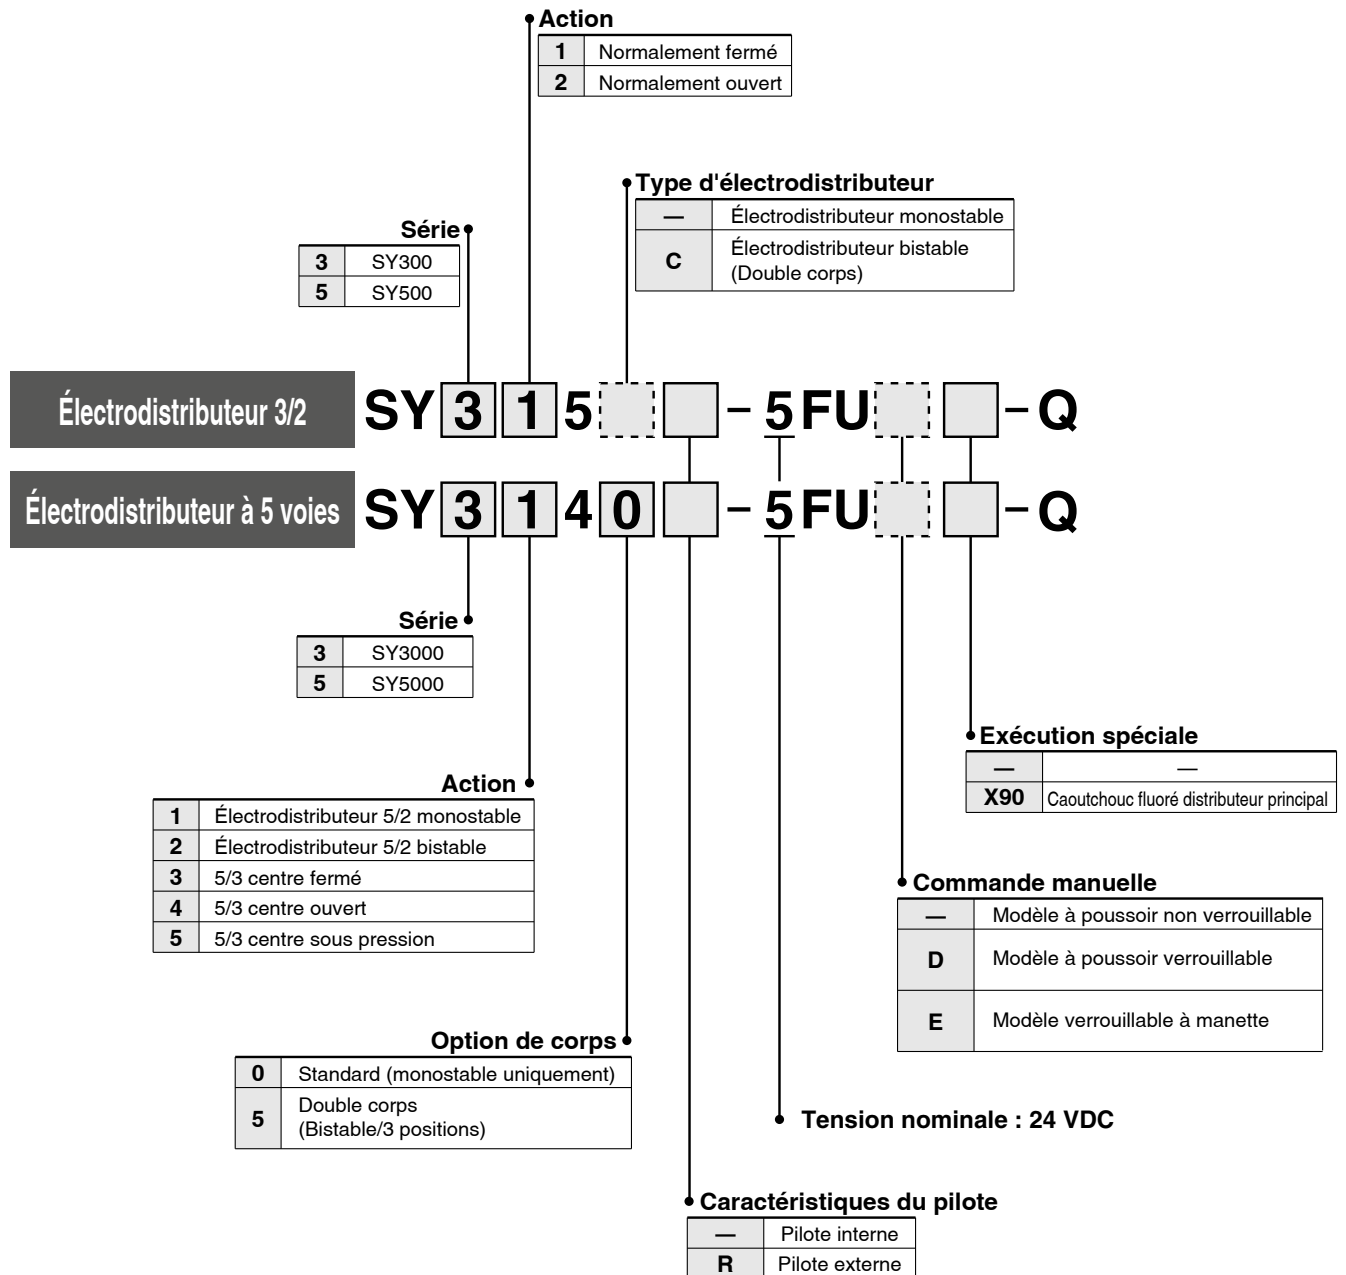 Action
1 Normalement fermé
2 Normalement ouvert
Type d'électrodistributeur
— Électrodistributeur monostable
C Électrodistributeur bistable
(Double corps)
Série
3 SY300
5 SY500
Électrodistributeur 3/2 SY 3 1 5 - 5 FU - Q
Électrodistributeur à 5 voies SY 3 1 4 0 - 5 FU - Q
Série
3 SY3000
5 SY5000
Action
1 Électrodistributeur 5/2 monostable
2 Électrodistributeur 5/2 bistable
3 5/3 centre fermé
4 5/3 centre ouvert
5 5/3 centre sous pression
Option de corps
0 Standard (monostable uniquement)
5 Double corps
(Bistable/3 positions)
Exécution spéciale
— —
X90 Caoutchouc fluoré distributeur principal
Commande manuelle
— Modèle à poussoir non verrouillable
D Modèle à poussoir verrouillable
E Modèle verrouillable à manette
Tension nominale : 24 VDC
Caractéristiques du pilote
— Pilote interne
R Pilote externe